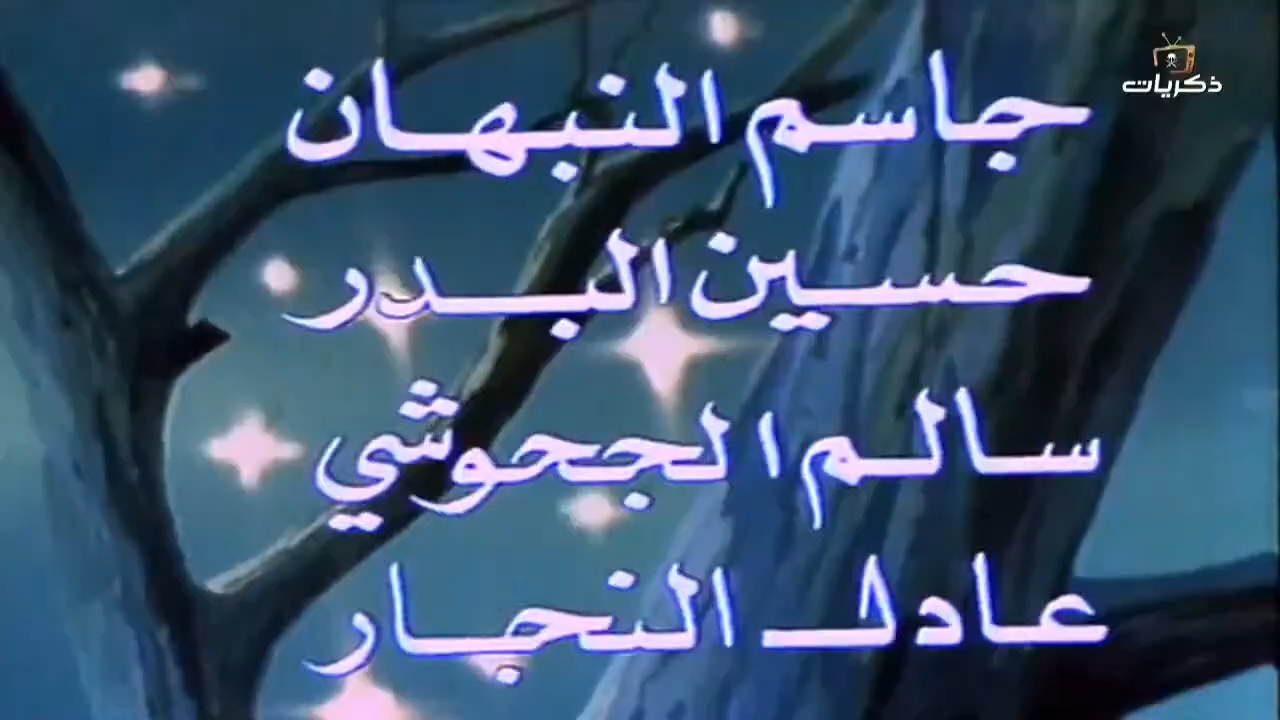 ذكريات
جاسم النبهان
حسين البدر
سالم الجحوشي
عادل النجار